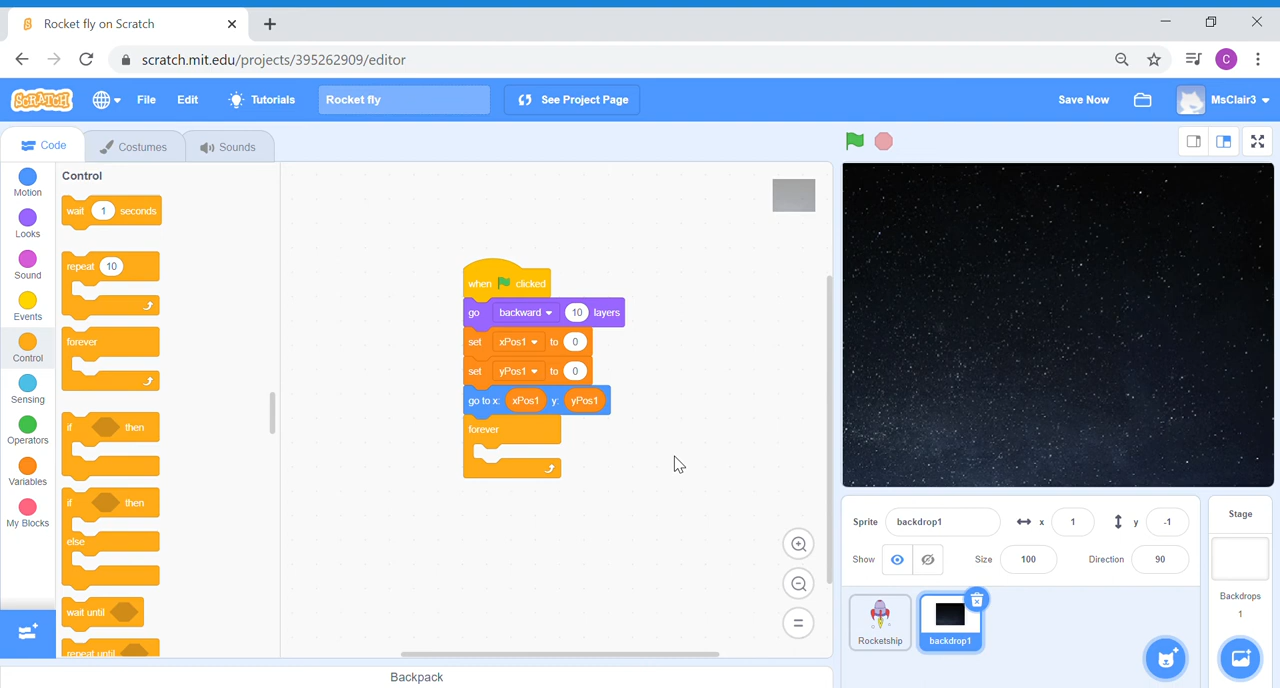 Rocket fly on Scratch
scratch.mit.edu/projects/395262909/editor
C
SCRATCH
File
Edit
Tutorials
Rocket fly
See Project Page
Save Now
MsClair3
Code
Costumes
Sounds
Motion
Looks
Sound
Events
Control
Sensing
Operators
Variables
My Blocks
Control
wait 1 seconds
repeat 10
forever
if then
if then
else
wait until
repeat until
when clicked
go backward 10 layers
set xPos1 to 0
set yPos1 to 0
go to x: xPos1 y: yPos1
forever
Backpack
Sprite backdrop1 x 1 y -1
Show Size 100 Direction 90
Rocketship
backdrop1
Stage
Backdrops
1